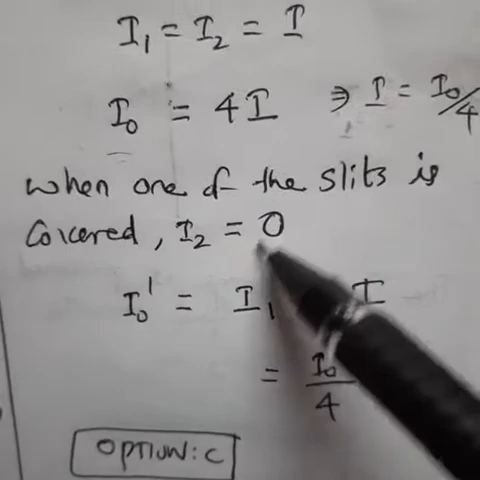 I₁ = I₂ = I
I₀ = 4I ⇒ I = I₀/4
when one of the slits is
Covered, I₂ = 0
I₀' = I₁ I
= I₀/4
OPTION: C